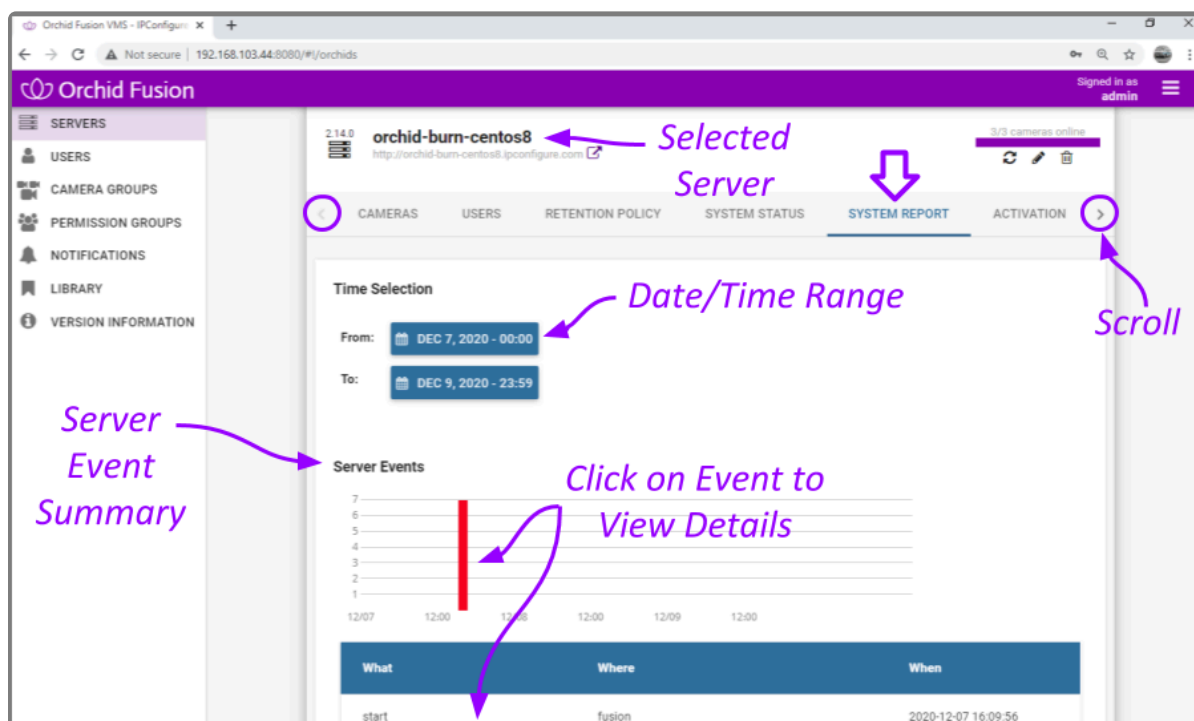 Orchid Fusion VMS - IPConfigure
Not secure | 192.168.103.44:8080/#!/orchids
Orchid Fusion
Signed in as
admin
SERVERS
USERS
CAMERA GROUPS
PERMISSION GROUPS
NOTIFICATIONS
LIBRARY
VERSION INFORMATION
2.14.0
orchid-burn-centos8
http://orchid-burn-centos8.ipconfigure.com
3/3 cameras online
Selected
Server
CAMERAS USERS RETENTION POLICY SYSTEM STATUS SYSTEM REPORT ACTIVATION
Scroll
Time Selection
Date/Time Range
From: DEC 7, 2020 - 00:00
To: DEC 9, 2020 - 23:59
Server
Event
Summary
Server Events
Click on Event to
View Details
7
6
5
4
3
2
1
12/07 12:00 12/08 12:00 12/09 12:00
What Where When
start fusion 2020-12-07 16:09:56